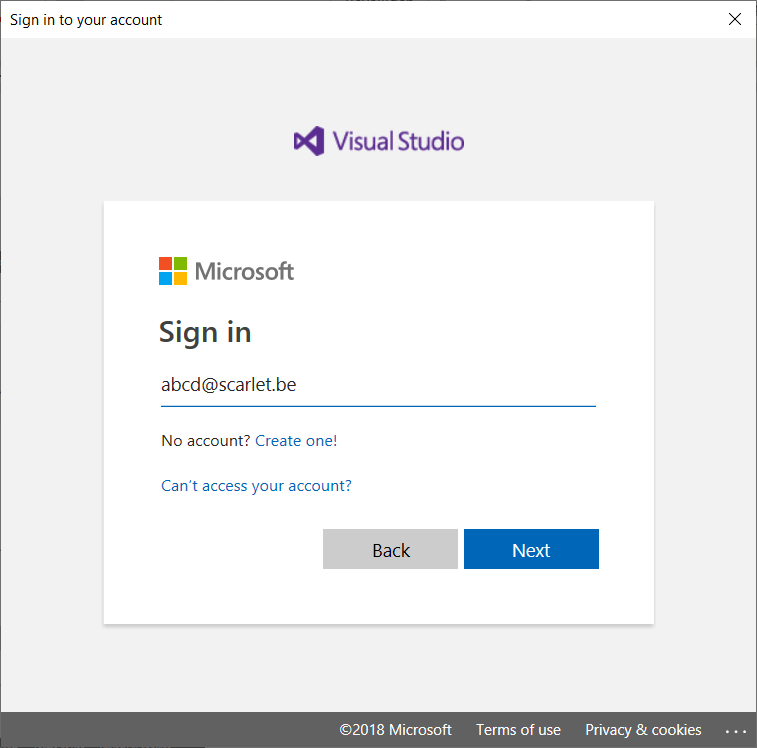 Sign in to your account
Visual Studio
Microsoft
Sign in
abcd@scarlet.be
No account? Create one!
Can't access your account?
Back Next
©2018 Microsoft Terms of use Privacy & cookies ...